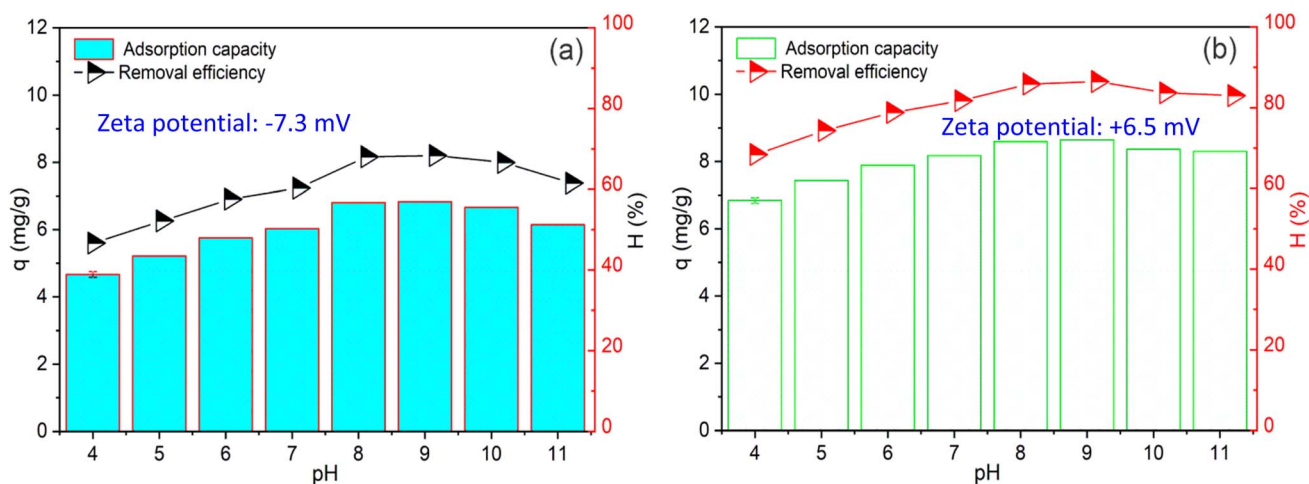 (a)
Adsorption capacity
Removal efficiency
Zeta potential: -7.3 mV
12
10
8
6
4
2
0
q (mg/g)
100
80
60
40
20
0
H (%)
4 5 6 7 8 9 10 11
pH
(b)
Adsorption capacity
Removal efficiency
Zeta potential: +6.5 mV
12
10
8
6
4
2
0
q (mg/g)
100
80
60
40
20
0
H (%)
4 5 6 7 8 9 10 11
pH